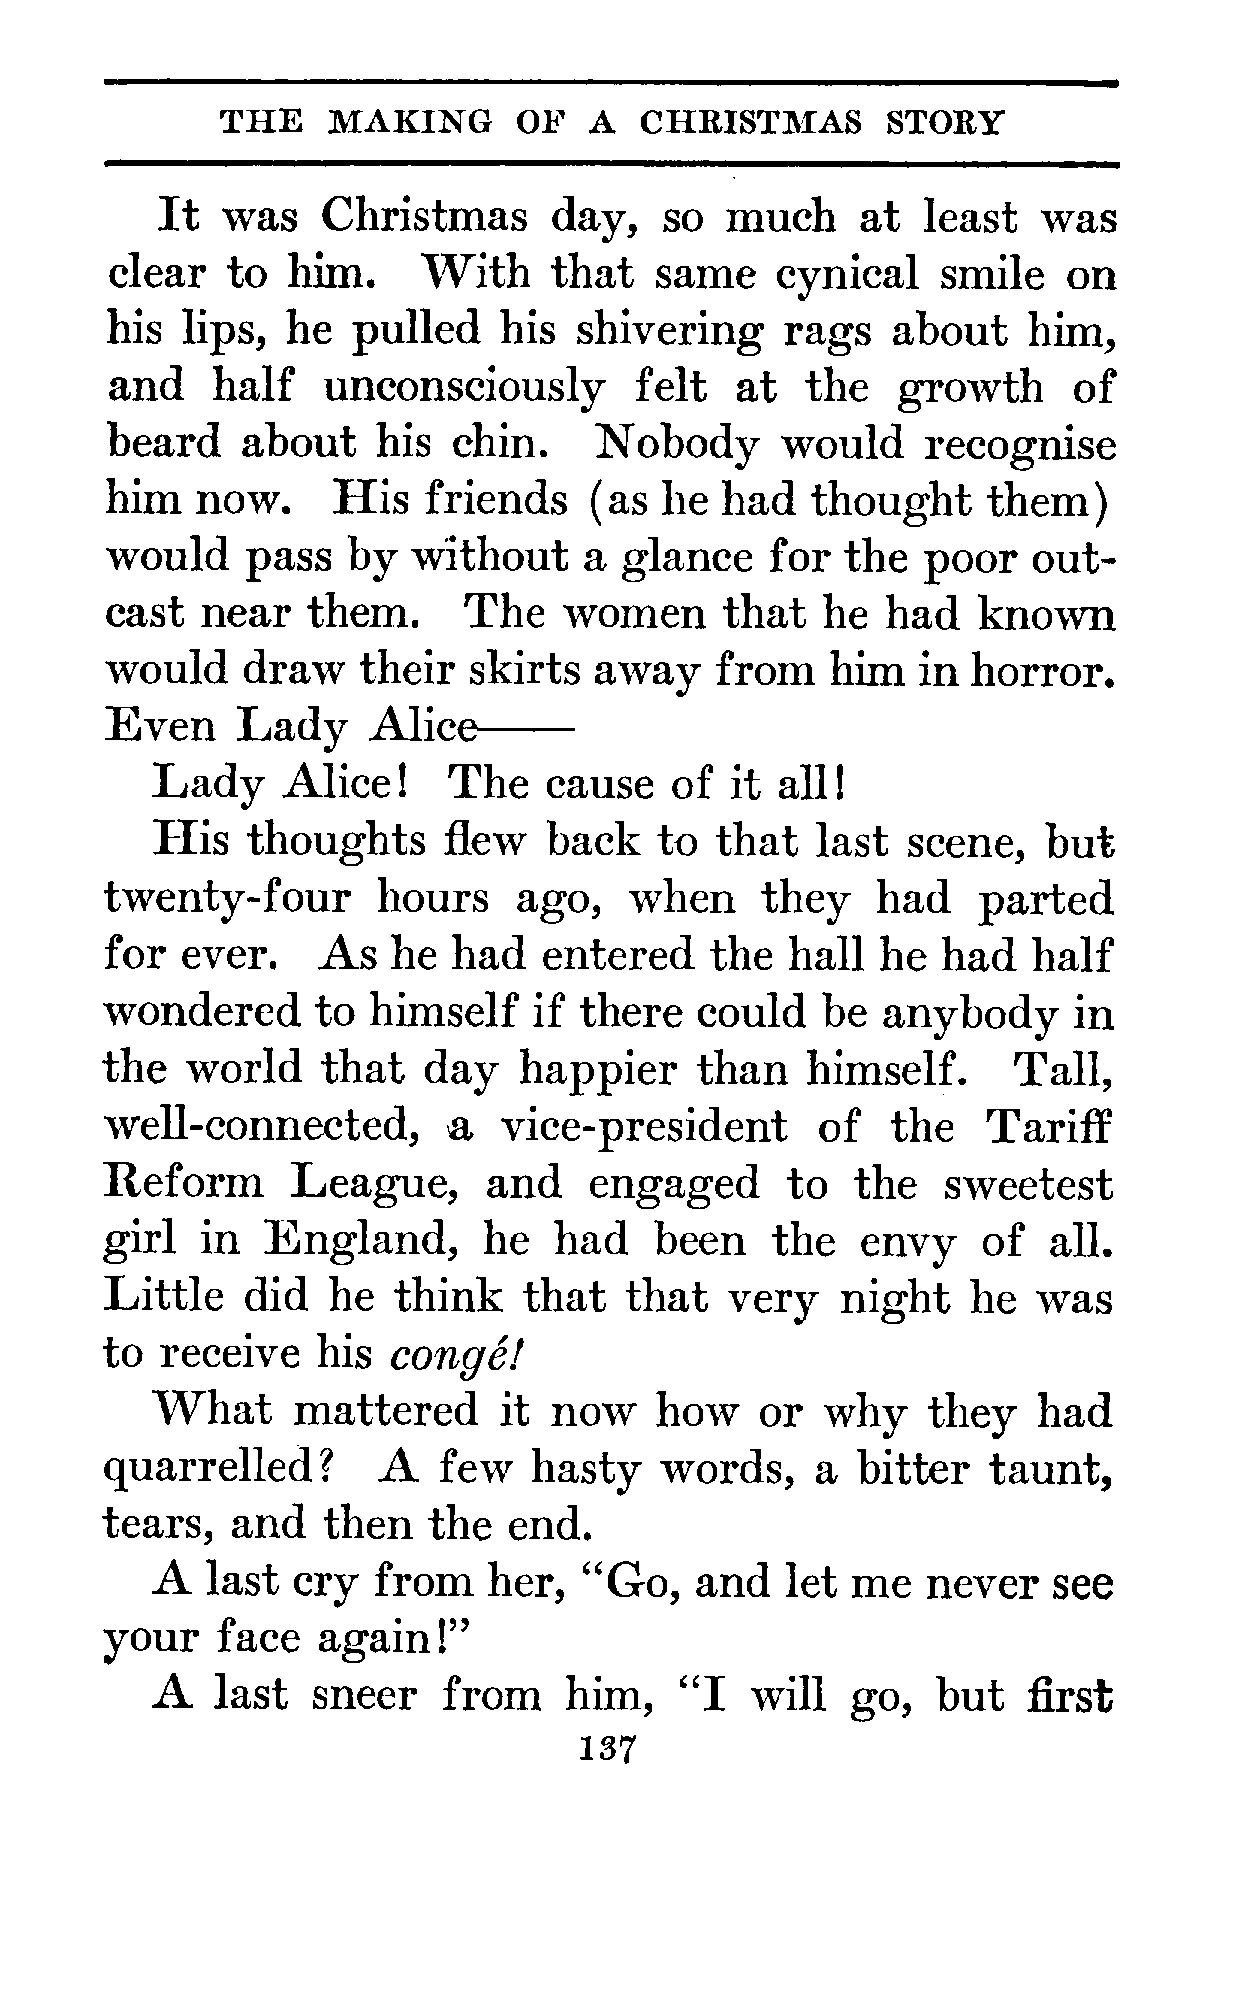 THE MAKING OF A CHRISTMAS STORY
It was Christmas day, so much at least was
clear to him. With that same cynical smile on
his lips, he pulled his shivering rags about him,
and half unconsciously felt at the growth of
beard about his chin. Nobody would recognise
him now. His friends (as he had thought them)
would pass by without a glance for the poor out-
cast near them. The women that he had known
would draw their skirts away from him in horror.
Even Lady Alice——
Lady Alice! The cause of it all!
His thoughts flew back to that last scene, but
twenty-four hours ago, when they had parted
for ever. As he had entered the hall he had half
wondered to himself if there could be anybody in
the world that day happier than himself. Tall,
well-connected, a vice-president of the Tariff
Reform League, and engaged to the sweetest
girl in England, he had been the envy of all.
Little did he think that that very night he was
to receive his congé!
What mattered it now how or why they had
quarrelled? A few hasty words, a bitter taunt,
tears, and then the end.
A last cry from her, “Go, and let me never see
your face again!”
A last sneer from him, “I will go, but first
137